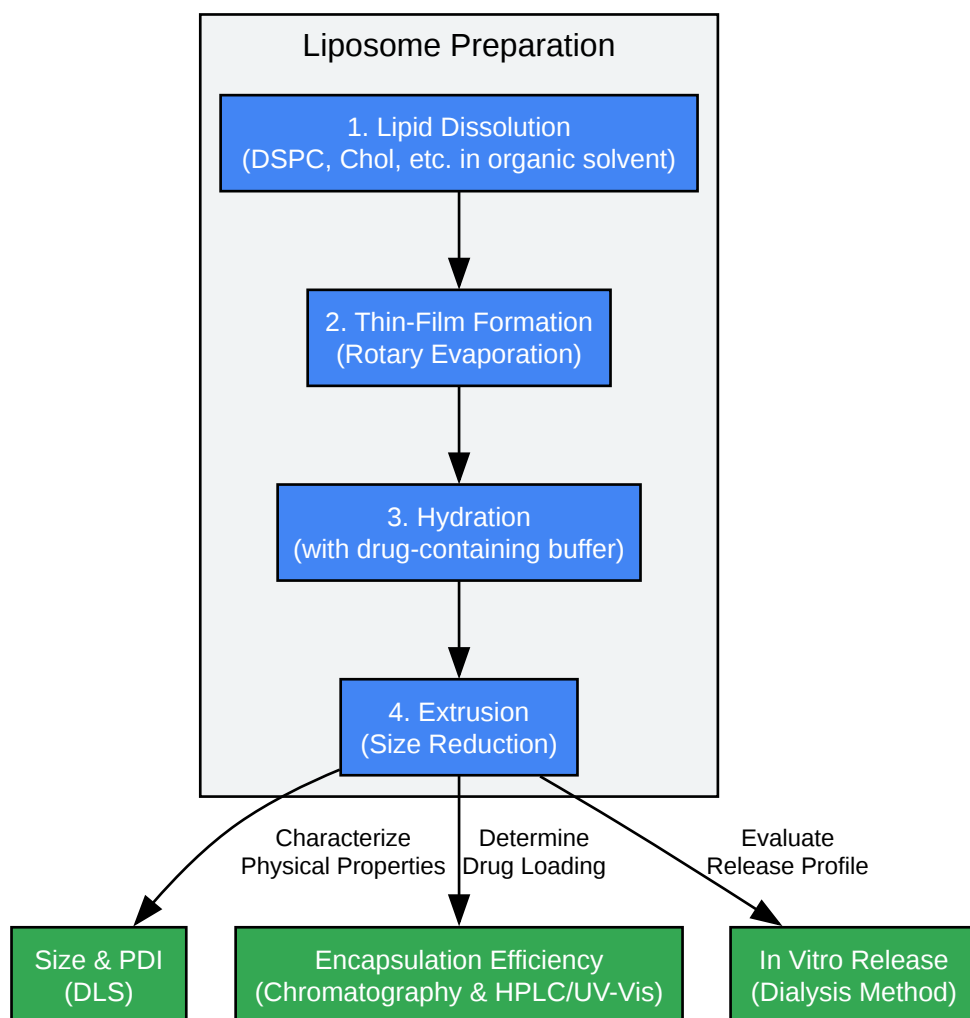 Liposome Preparation
1. Lipid Dissolution
(DSPC, Chol, etc. in organic solvent)
2. Thin-Film Formation
(Rotary Evaporation)
3. Hydration
(with drug-containing buffer)
4. Extrusion
(Size Reduction)
Characterize
Physical Properties
Determine
Drug Loading
Evaluate
Release Profile
Size & PDI
(DLS)
Encapsulation Efficiency
(Chromatography & HPLC/UV-Vis)
In Vitro Release
(Dialysis Method)